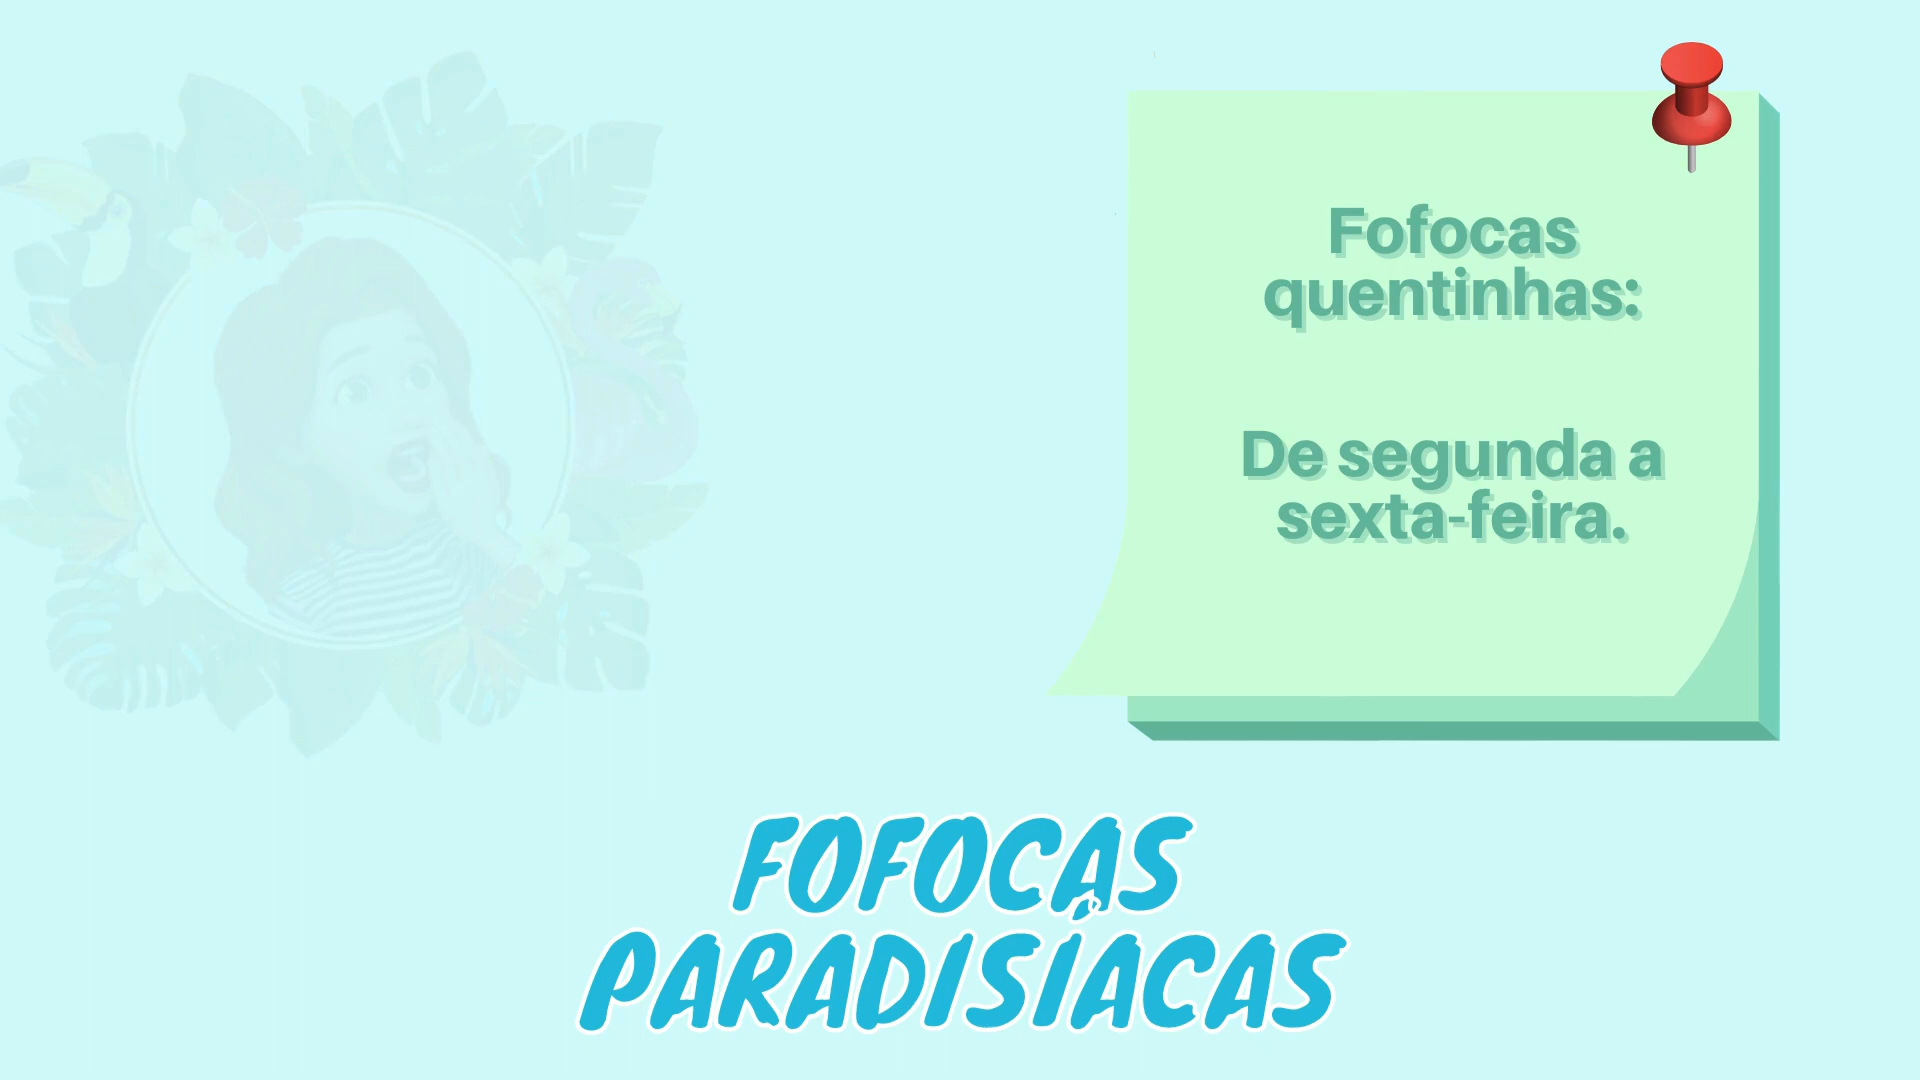 Fofocas
quentinhas:
De segunda a
sexta-feira.
FOFOCAS
PARADISÍACAS